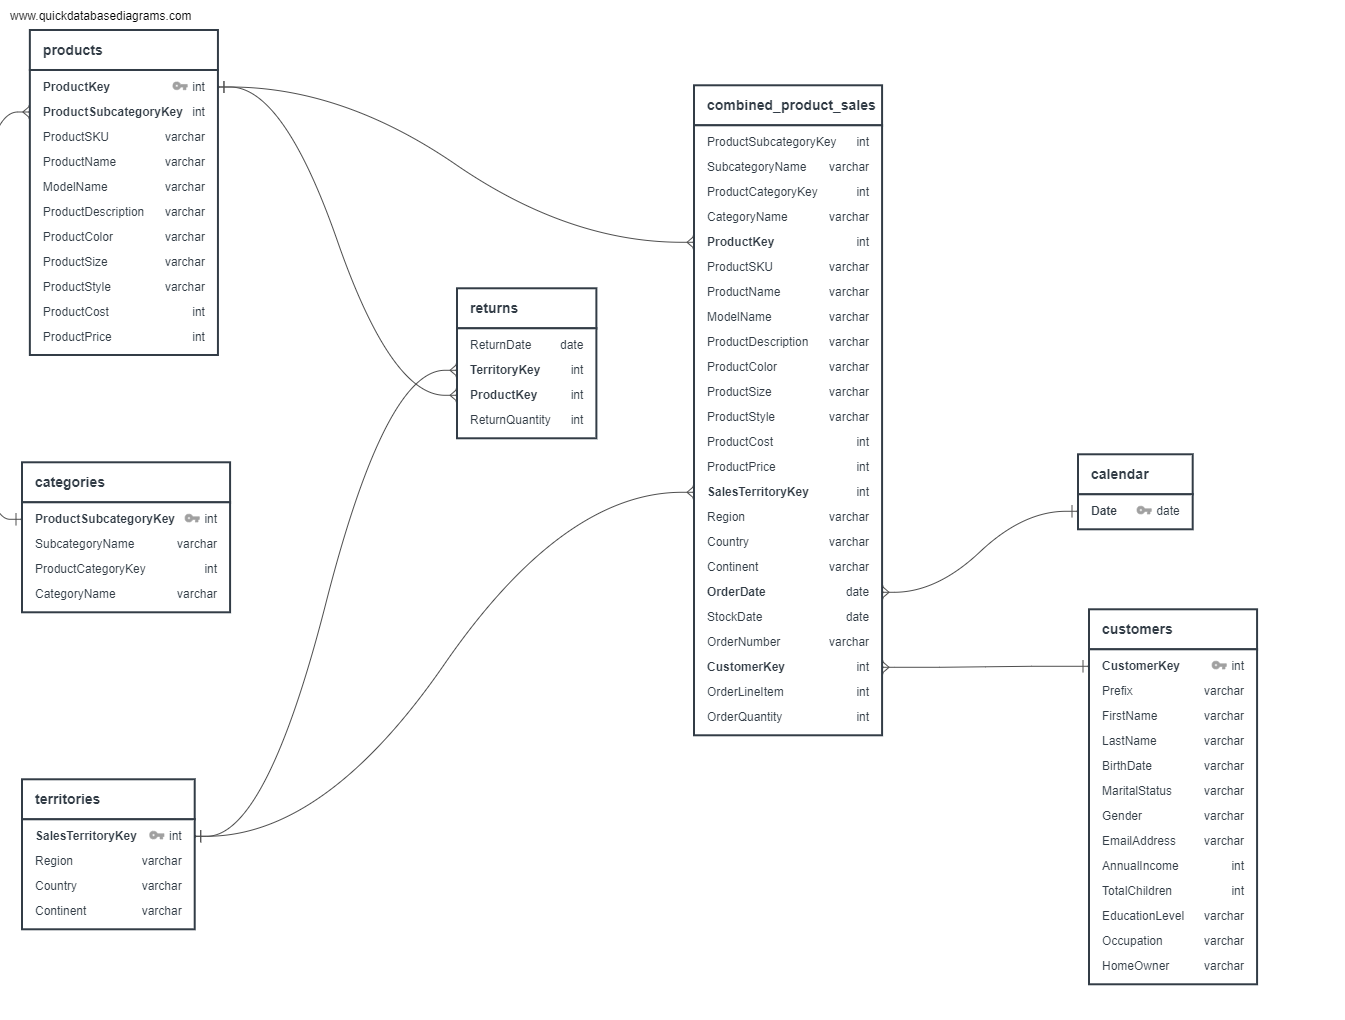 www.quickdatabasediagrams.com
products
ProductKey int
ProductSubcategoryKey int
ProductSKU varchar
ProductName varchar
ModelName varchar
ProductDescription varchar
ProductColor varchar
ProductSize varchar
ProductStyle varchar
ProductCost int
ProductPrice int
categories
ProductSubcategoryKey int
SubcategoryName varchar
ProductCategoryKey int
CategoryName varchar
territories
SalesTerritoryKey int
Region varchar
Country varchar
Continent varchar
returns
ReturnDate date
TerritoryKey int
ProductKey int
ReturnQuantity int
combined_product_sales
ProductSubcategoryKey int
SubcategoryName varchar
ProductCategoryKey int
CategoryName varchar
ProductKey int
ProductSKU varchar
ProductName varchar
ModelName varchar
ProductDescription varchar
ProductColor varchar
ProductSize varchar
ProductStyle varchar
ProductCost int
ProductPrice int
SalesTerritoryKey int
Region varchar
Country varchar
Continent varchar
OrderDate date
StockDate date
OrderNumber varchar
CustomerKey int
OrderLineItem int
OrderQuantity int
calendar
Date date
customers
CustomerKey int
Prefix varchar
FirstName varchar
LastName varchar
BirthDate varchar
MaritalStatus varchar
Gender varchar
EmailAddress varchar
AnnualIncome int
TotalChildren int
EducationLevel varchar
Occupation varchar
HomeOwner varchar